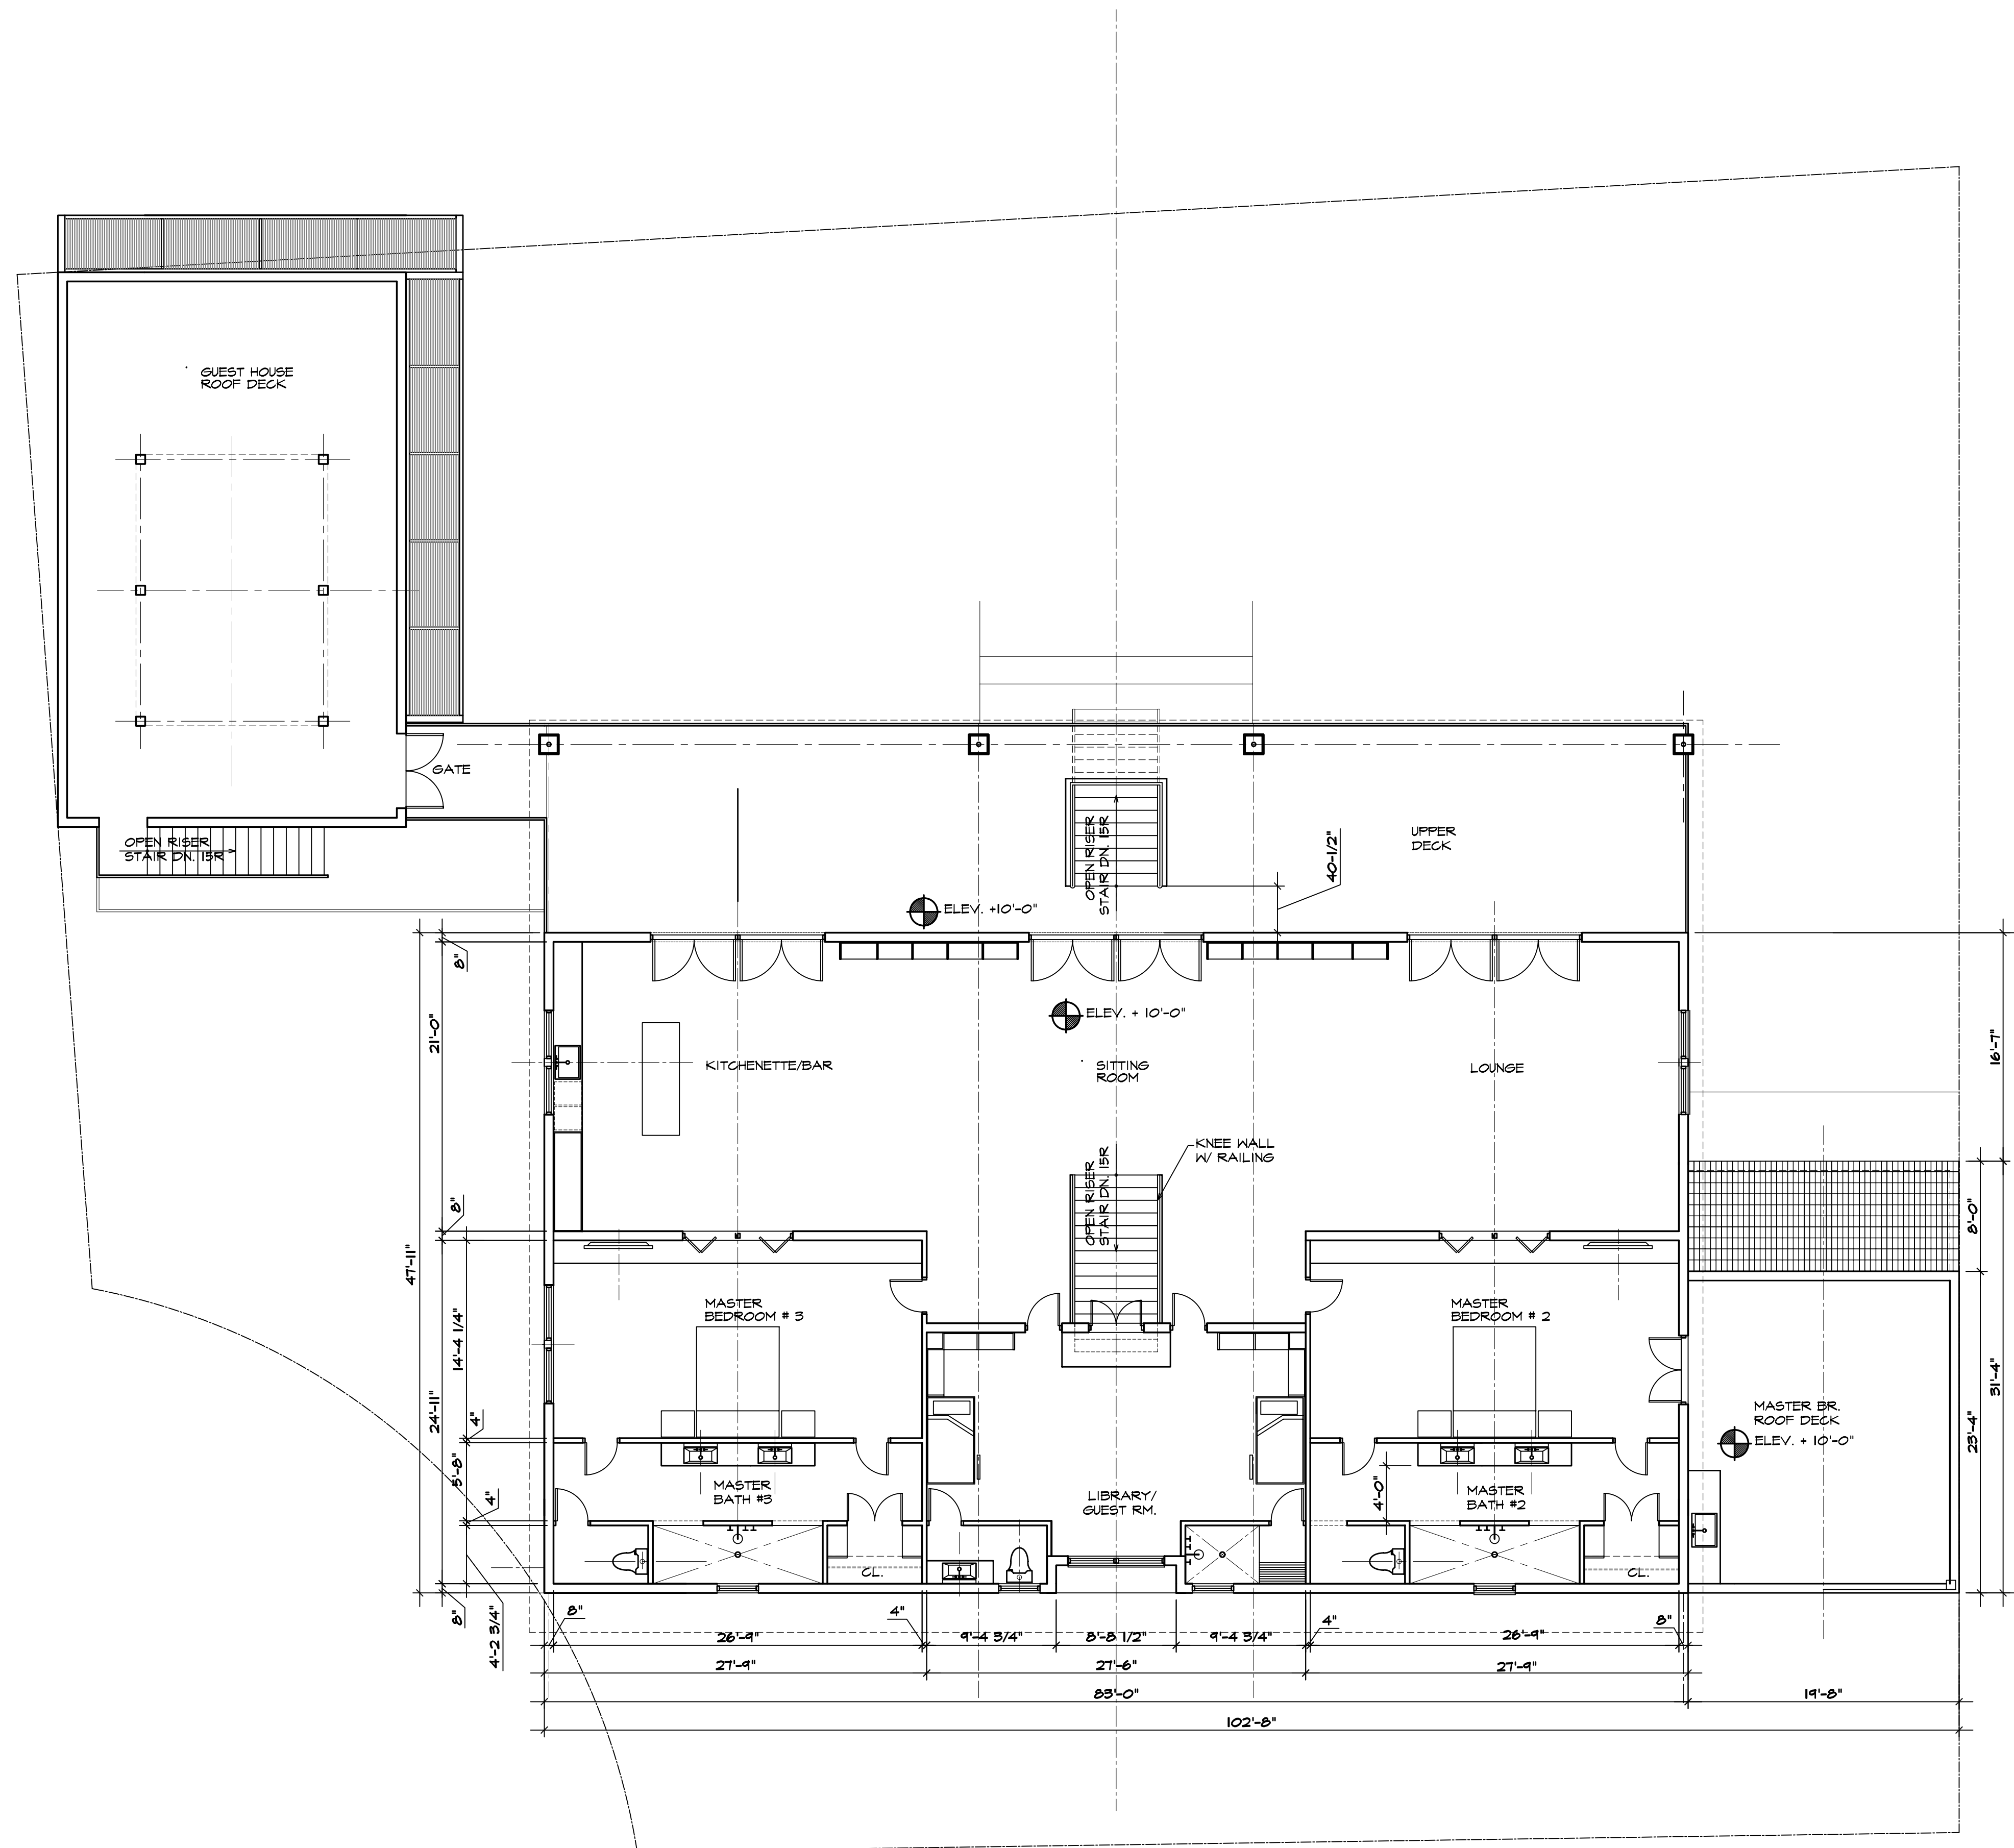 GUEST HOUSE
ROOF DECK
GATE
OPEN RISER
STAIR DN. 15R
OPEN RISER
STAIR DN. 15R
UPPER
DECK
40-1/2"
ELEV. +10'-0"
8"
21'-0"
16'-7"
ELEV. + 10'-0"
KITCHENETTE/BAR
SITTING
ROOM
LOUNGE
KNEE WALL
W/ RAILING
OPEN RISER
STAIR DN. 15R
8"
8'-0"
47'-11"
14'-4 1/4"
MASTER
BEDROOM # 3
MASTER
BEDROOM # 2
24'-11"
4"
31'-4"
23'-4"
MASTER BR.
ROOF DECK
ELEV. + 10'-0"
5'-8"
4"
MASTER
BATH #3
LIBRARY/
GUEST RM.
4'-0"
MASTER
BATH #2
CL.
CL.
8"
4'-2 3/4"
8"
4"
4"
8"
26'-9"
9'-4 3/4"
8'-8 1/2"
9'-4 3/4"
26'-9"
27'-9"
27'-6"
27'-9"
83'-0"
19'-8"
102'-8"